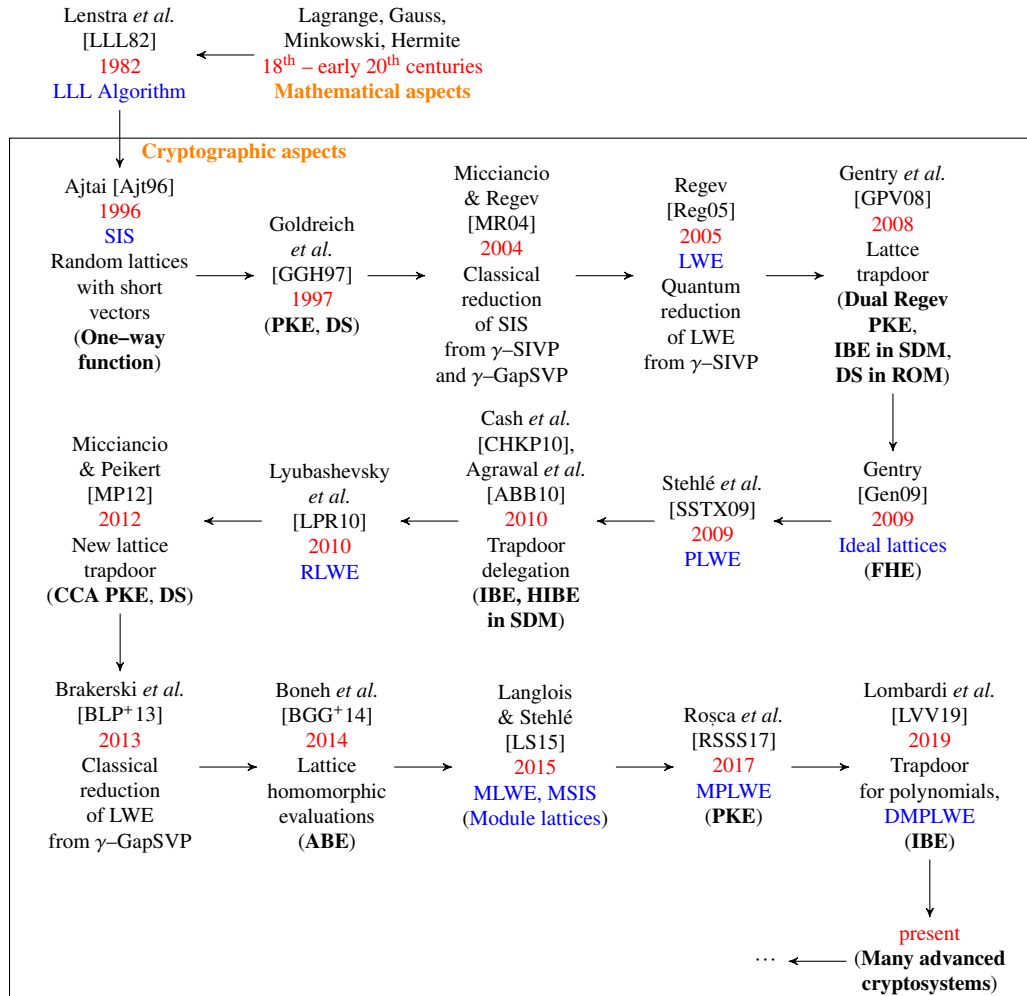 Lenstra et al.
[LLL82]
1982
LLL Algorithm
Lagrange, Gauss,
Minkowski, Hermite
18th – early 20th centuries
Mathematical aspects
Cryptographic aspects
Ajtai [Ajt96]
1996
SIS
Random lattices
with short
vectors
(One–way
function)
Goldreich
et al.
[GGH97]
1997
(PKE, DS)
Micciancio
& Regev
[MR04]
2004
Classical
reduction
of SIS
from γ–SIVP
and γ–GapSVP
Regev
[Reg05]
2005
LWE
Quantum
reduction
of LWE
from γ–SIVP
Gentry et al.
[GPV08]
2008
Lattce
trapdoor
(Dual Regev
PKE,
IBE in SDM,
DS in ROM)
Gentry
[Gen09]
2009
Ideal lattices
(FHE)
Stehlé et al.
[SSTX09]
2009
PLWE
Cash et al.
[CHKP10],
Agrawal et al.
[ABB10]
2010
Trapdoor
delegation
(IBE, HIBE
in SDM)
Lyubashevsky
et al.
[LPR10]
2010
RLWE
Micciancio
& Peikert
[MP12]
2012
New lattice
trapdoor
(CCA PKE, DS)
Brakerski et al.
[BLP+13]
2013
Classical
reduction
of LWE
from γ–GapSVP
Boneh et al.
[BGG+14]
2014
Lattice
homomorphic
evaluations
(ABE)
Langlois
& Stehlé
[LS15]
2015
MLWE, MSIS
(Module lattices)
Roşca et al.
[RSSS17]
2017
MPLWE
(PKE)
Lombardi et al.
[LVV19]
2019
Trapdoor
for polynomials,
DMPLWE
(IBE)
present
(Many advanced
cryptosystems)
···